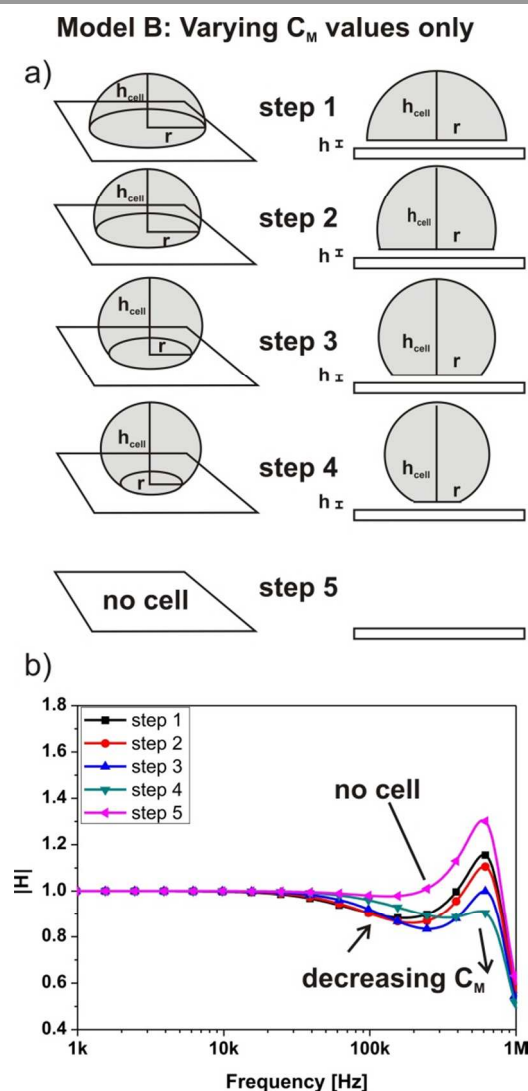 Model B: Varying C_M values only
a)
h_cell
r
step 1
h_cell
r
h
h_cell
r
step 2
h_cell
r
h
h_cell
r
step 3
h_cell
r
h
h_cell
r
step 4
h_cell
r
h
no cell
step 5
b)
1.8
1.6
1.4
1.2
1.0
0.8
0.6
0.4
|H|
step 1
step 2
step 3
step 4
step 5
no cell
decreasing C_M
1k
10k
100k
1M
Frequency [Hz]